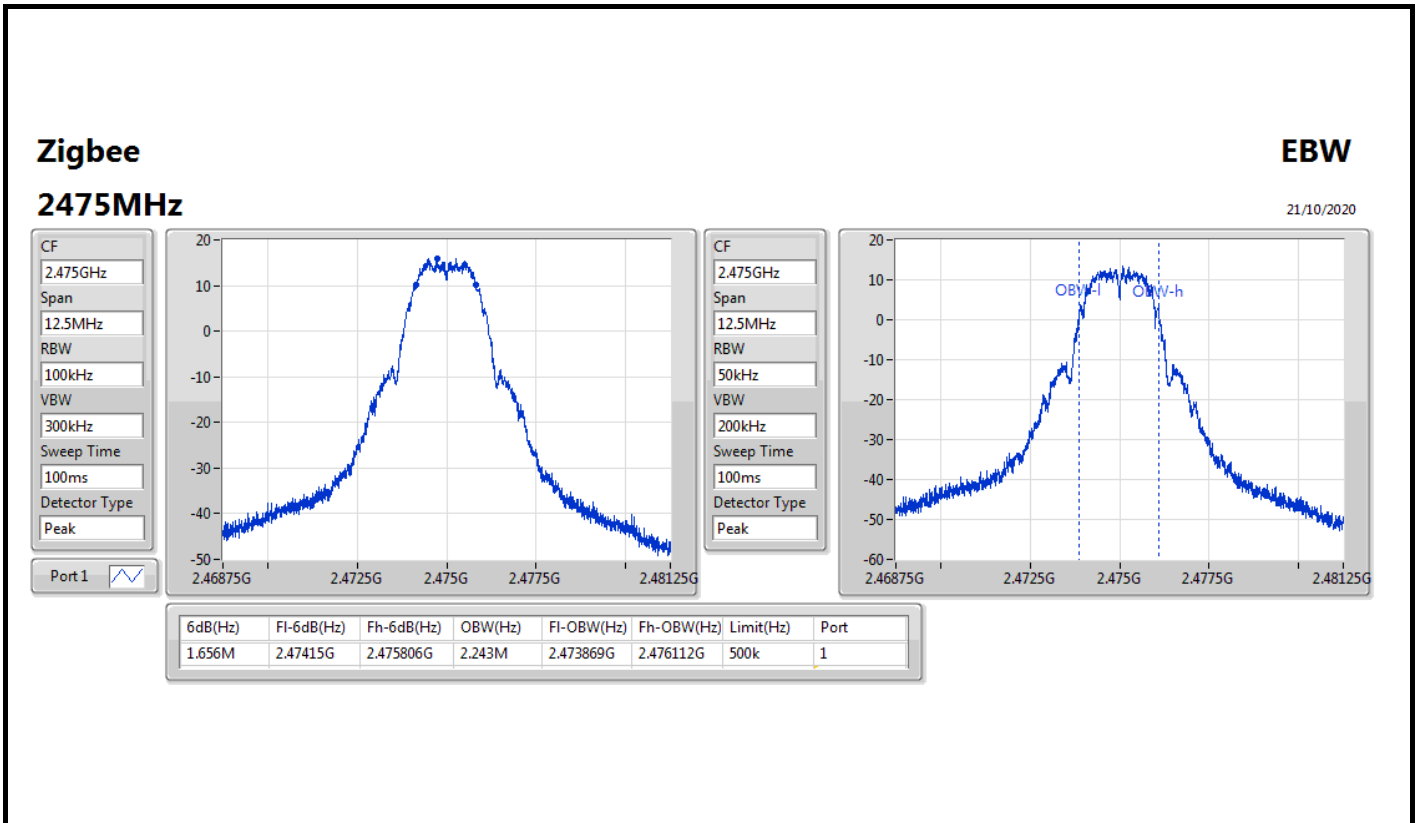 Zigbee
EBW
2475MHz
21/10/2020
CF
2.475GHz
Span
12.5MHz
RBW
100kHz
VBW
300kHz
Sweep Time
100ms
Detector Type
Peak
Port 1
20
10
0
-10
-20
-30
-40
-50
2.46875G 2.4725G 2.475G 2.4775G 2.48125G
CF
2.475GHz
Span
12.5MHz
RBW
50kHz
VBW
200kHz
Sweep Time
100ms
Detector Type
Peak
20
10
0
-10
-20
-30
-40
-50
-60
OBW-l OBW-h
2.46875G 2.4725G 2.475G 2.4775G 2.48125G
6dB(Hz) Fl-6dB(Hz) Fh-6dB(Hz) OBW(Hz) Fl-OBW(Hz) Fh-OBW(Hz) Limit(Hz) Port
1.656M 2.47415G 2.475806G 2.243M 2.473869G 2.476112G 500k 1